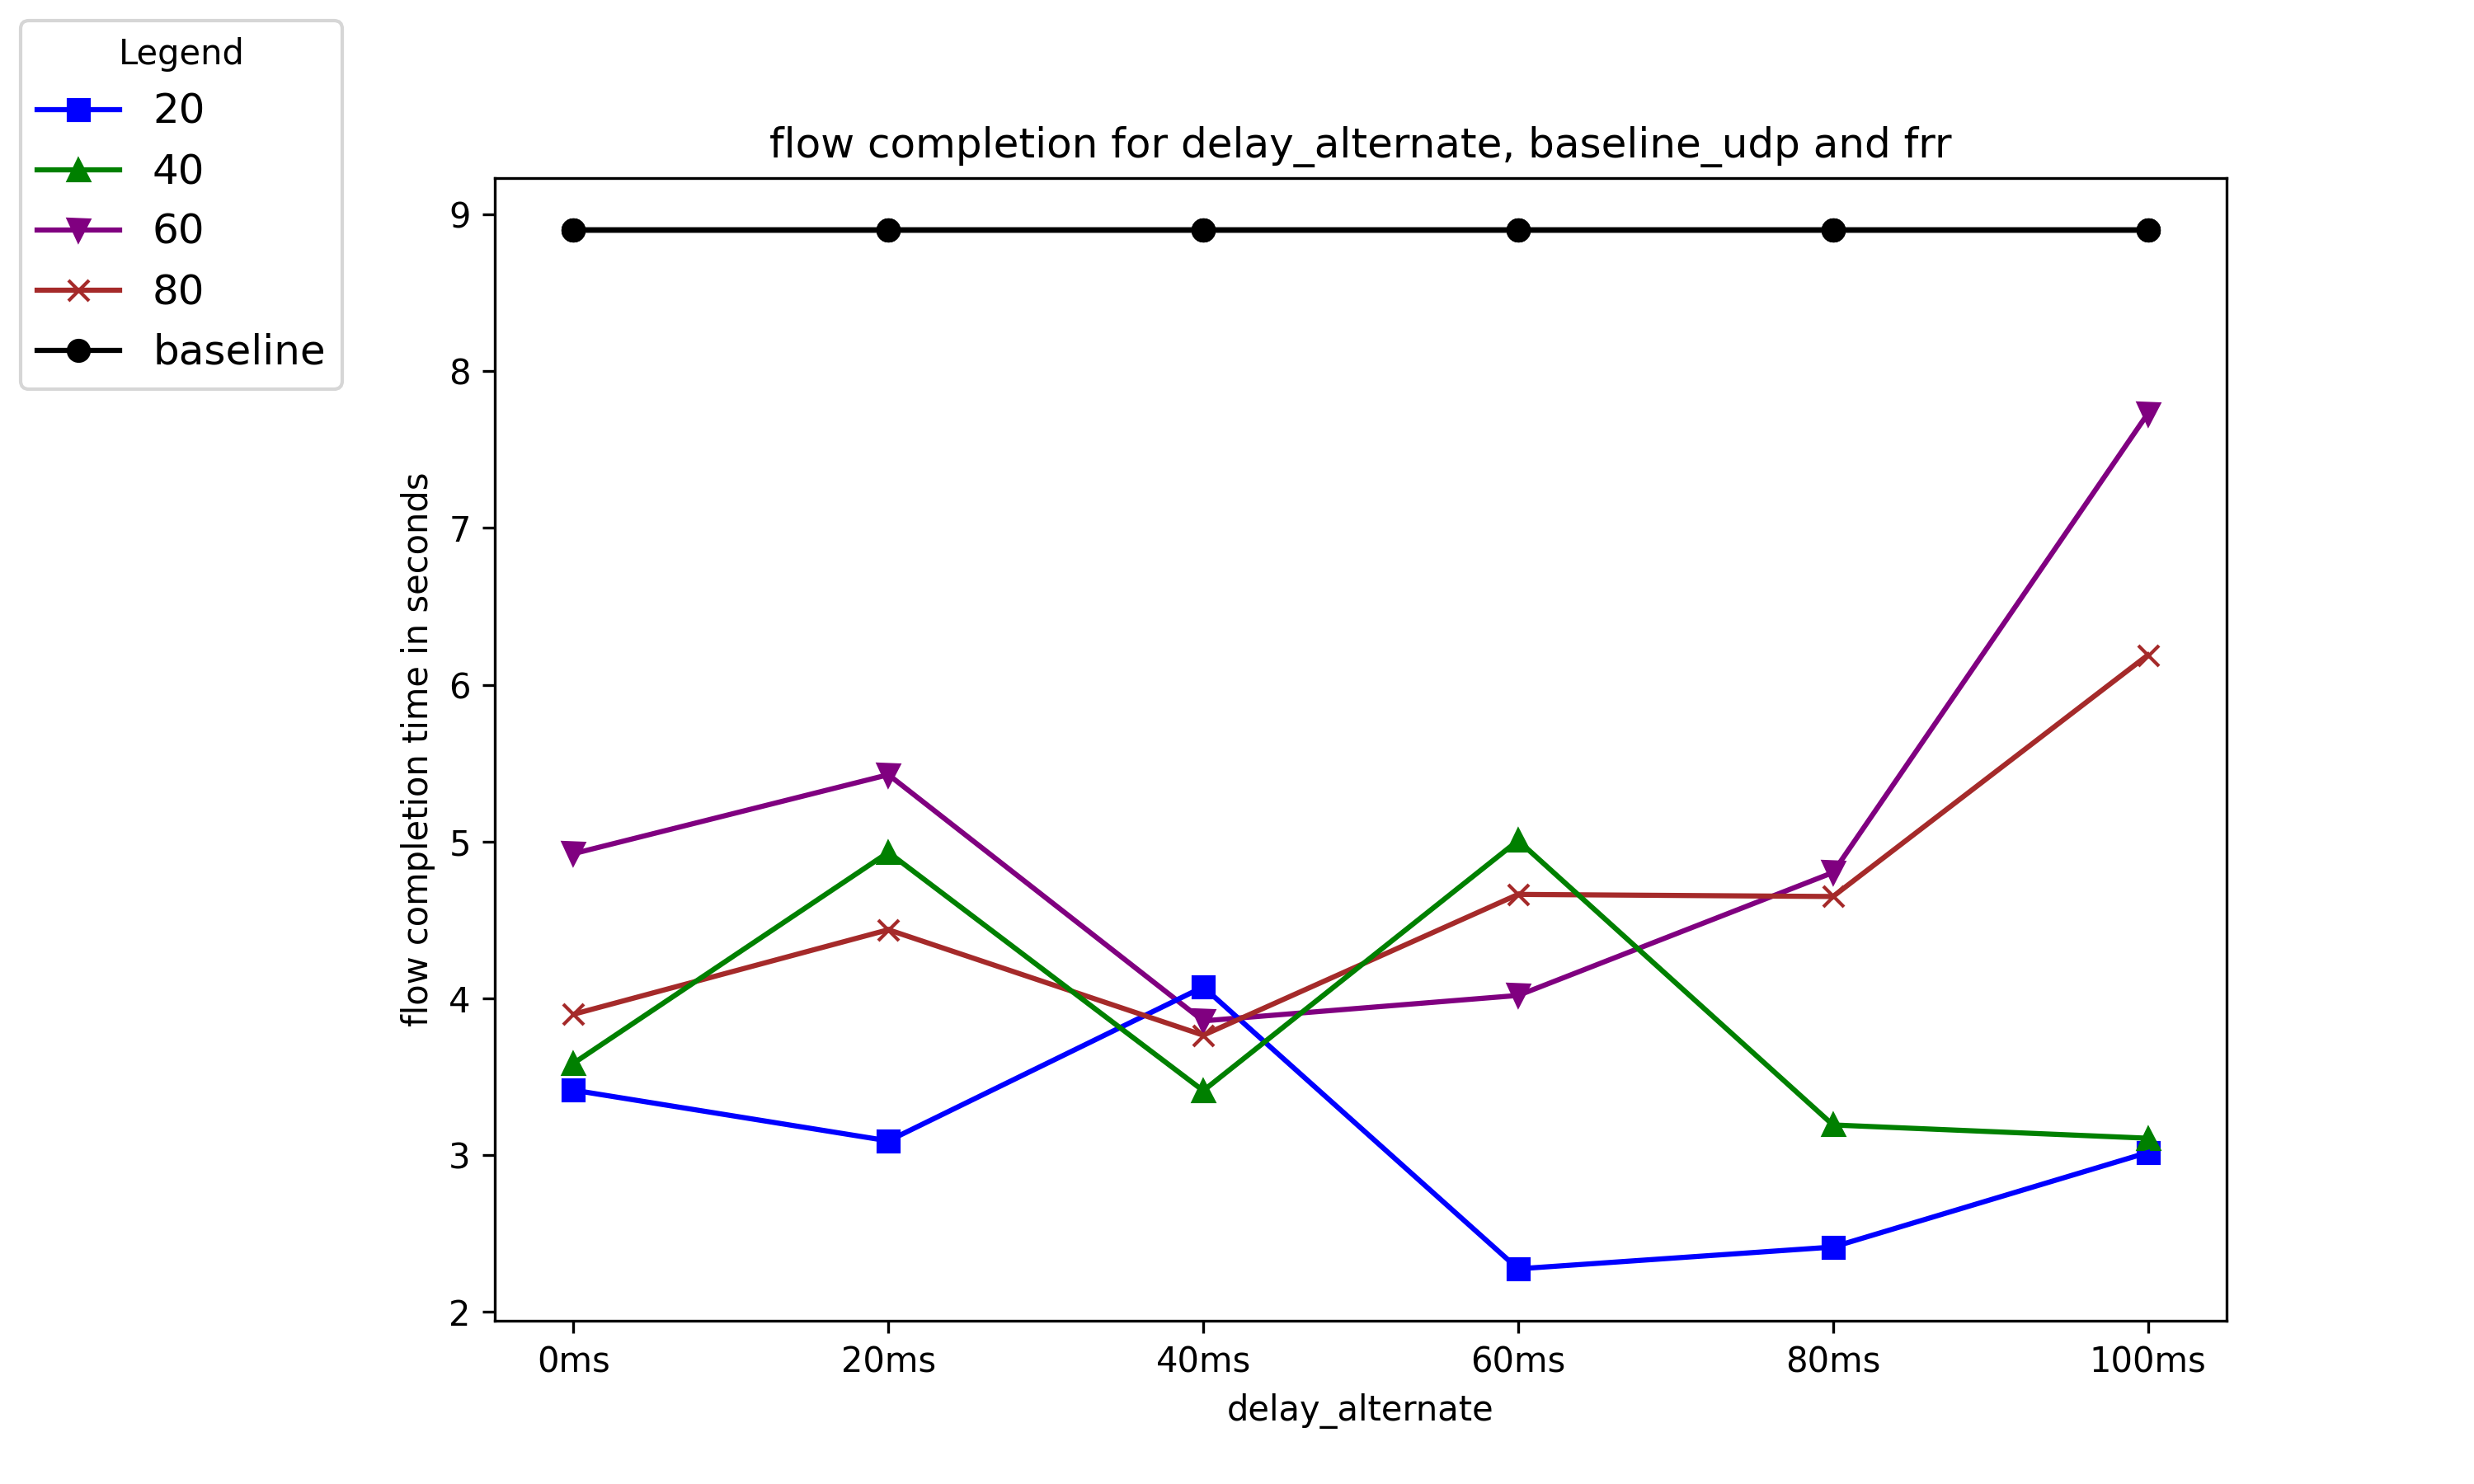 Legend
20
40
60
80
baseline
flow completion for delay_alternate, baseline_udp and frr
flow completion time in seconds
9
8
7
6
5
4
3
2
0ms 20ms 40ms 60ms 80ms 100ms
delay_alternate